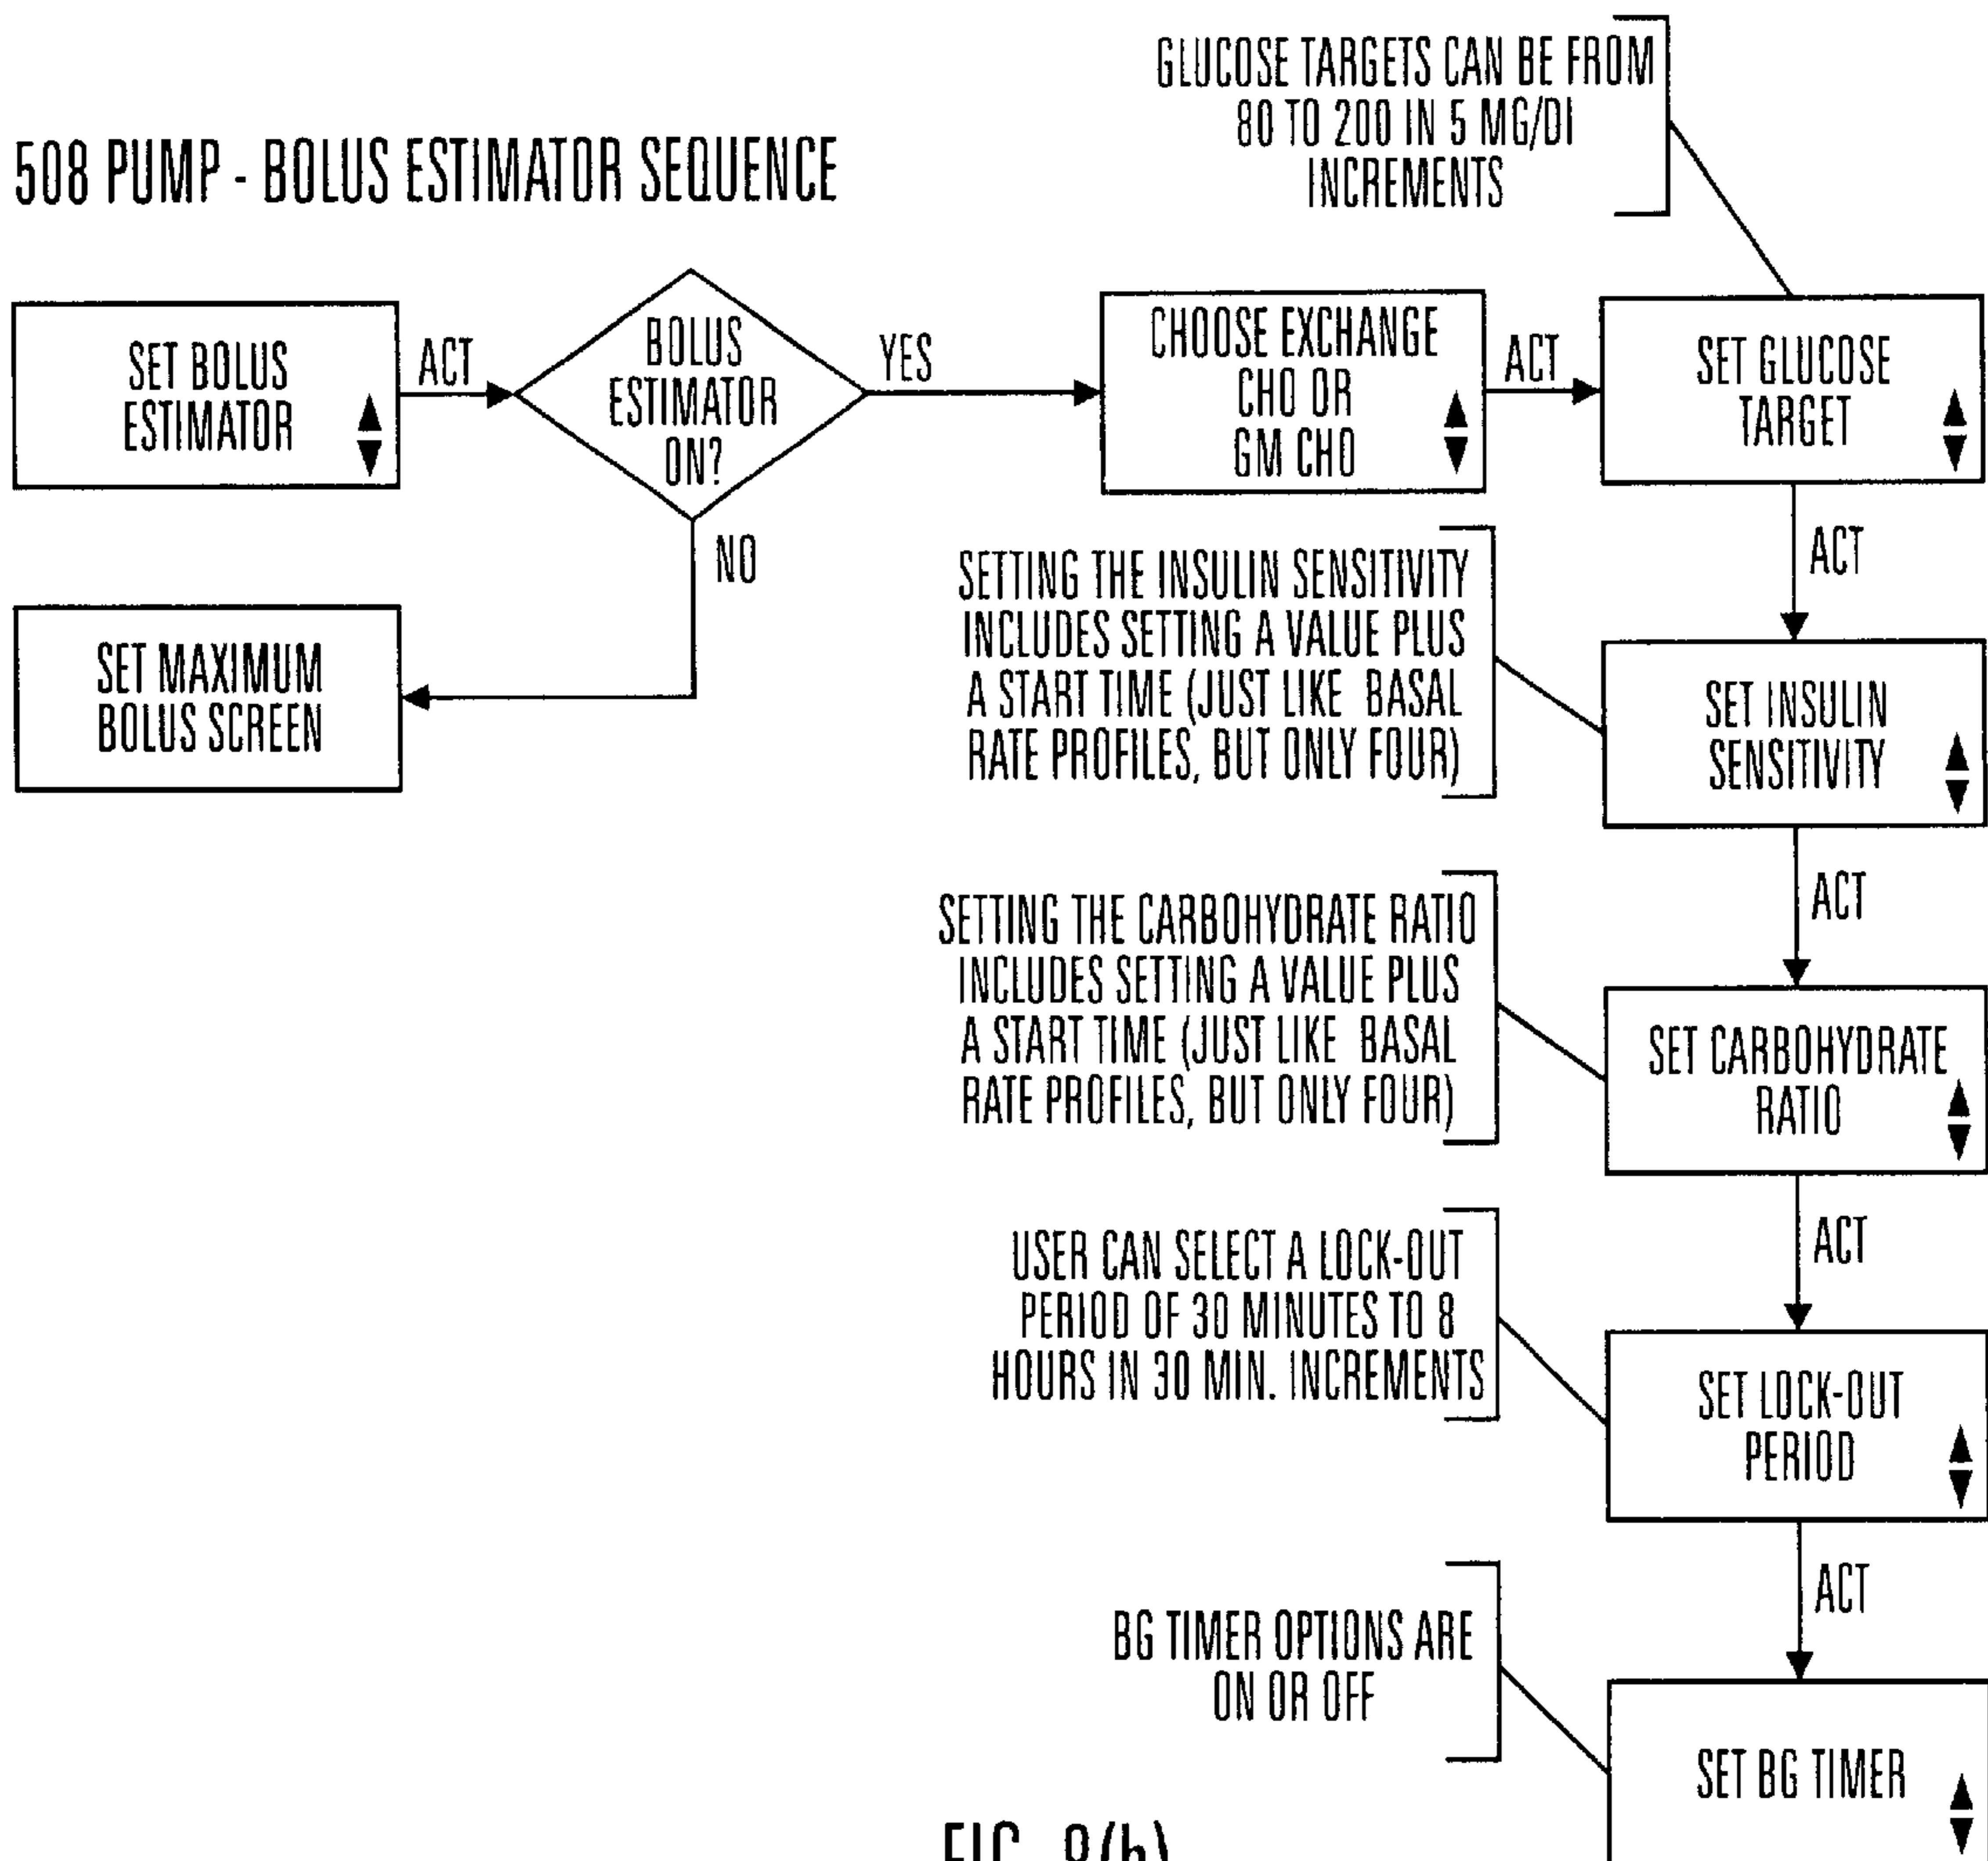 GLUCOSE TARGETS CAN BE FROM
80 TO 200 IN 5 MG/DI
INCREMENTS
508 PUMP - BOLUS ESTIMATOR SEQUENCE
SET BOLUS
ESTIMATOR
ACT
BOLUS
ESTIMATOR
ON?
YES
CHOOSE EXCHANGE
CHO OR
GM CHO
ACT
SET GLUCOSE
TARGET
NO
ACT
SET MAXIMUM
BOLUS SCREEN
SETTING THE INSULIN SENSITIVITY
INCLUDES SETTING A VALUE PLUS
A START TIME (JUST LIKE BASAL
RATE PROFILES, BUT ONLY FOUR)
SET INSULIN
SENSITIVITY
ACT
SETTING THE CARBOHYDRATE RATIO
INCLUDES SETTING A VALUE PLUS
A START TIME (JUST LIKE BASAL
RATE PROFILES, BUT ONLY FOUR)
SET CARBOHYDRATE
RATIO
ACT
USER CAN SELECT A LOCK-OUT
PERIOD OF 30 MINUTES TO 8
HOURS IN 30 MIN. INCREMENTS
SET LOCK-OUT
PERIOD
ACT
BG TIMER OPTIONS ARE
ON OR OFF
SET BG TIMER